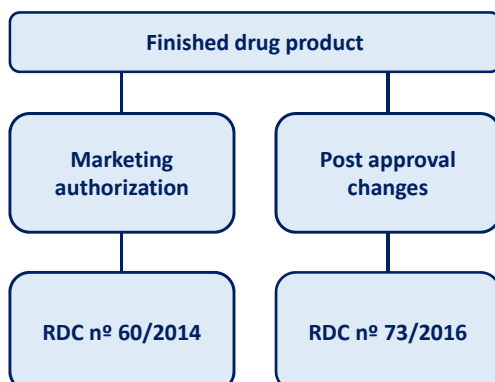 Finished drug product
Marketing
authorization
Post approval
changes
RDC nº 60/2014
RDC nº 73/2016